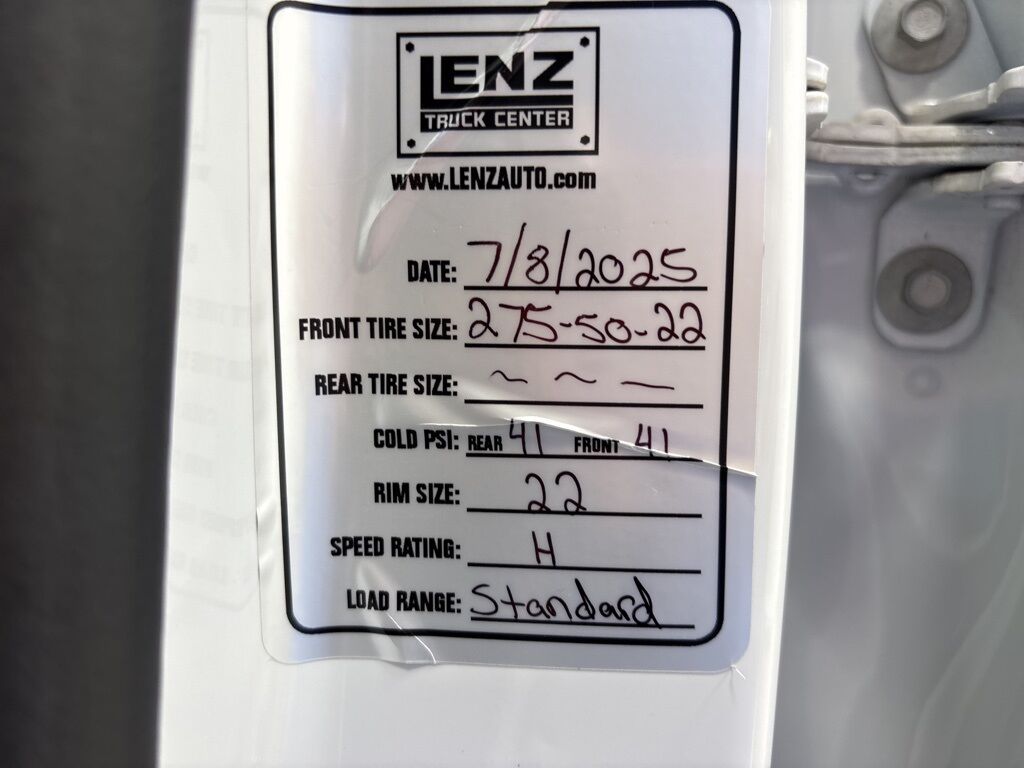 LENZ
TRUCK CENTER
www.LENZAUTO.com
DATE: 7/8/2025
FRONT TIRE SIZE: 275-50-22
REAR TIRE SIZE: ~ ~ ~
COLD PSI: REAR 41 FRONT 41
RIM SIZE: 22
SPEED RATING: H
LOAD RANGE: Standard